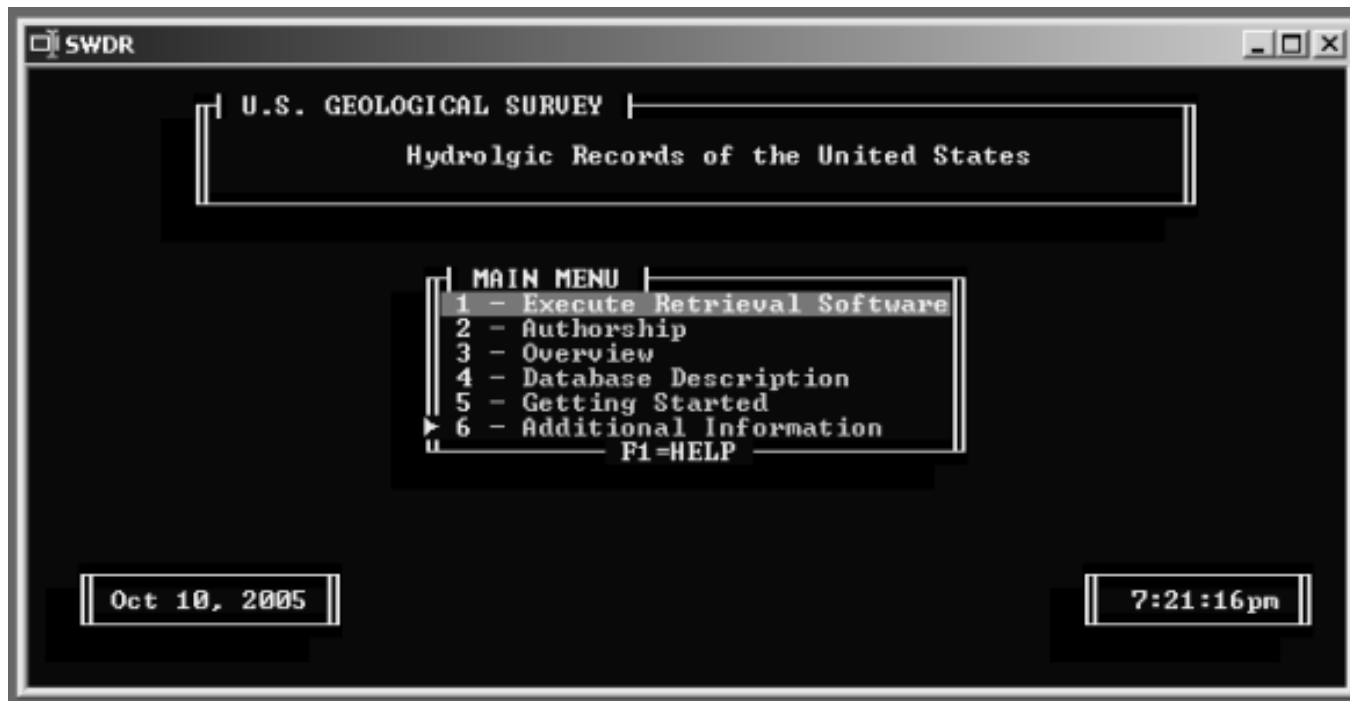 SWDR
U.S. GEOLOGICAL SURVEY
Hydrolgic Records of the United States
MAIN MENU
1 - Execute Retrieval Software
2 - Authorship
3 - Overview
4 - Database Description
5 - Getting Started
6 - Additional Information
F1=HELP
Oct 10, 2005
7:21:16pm